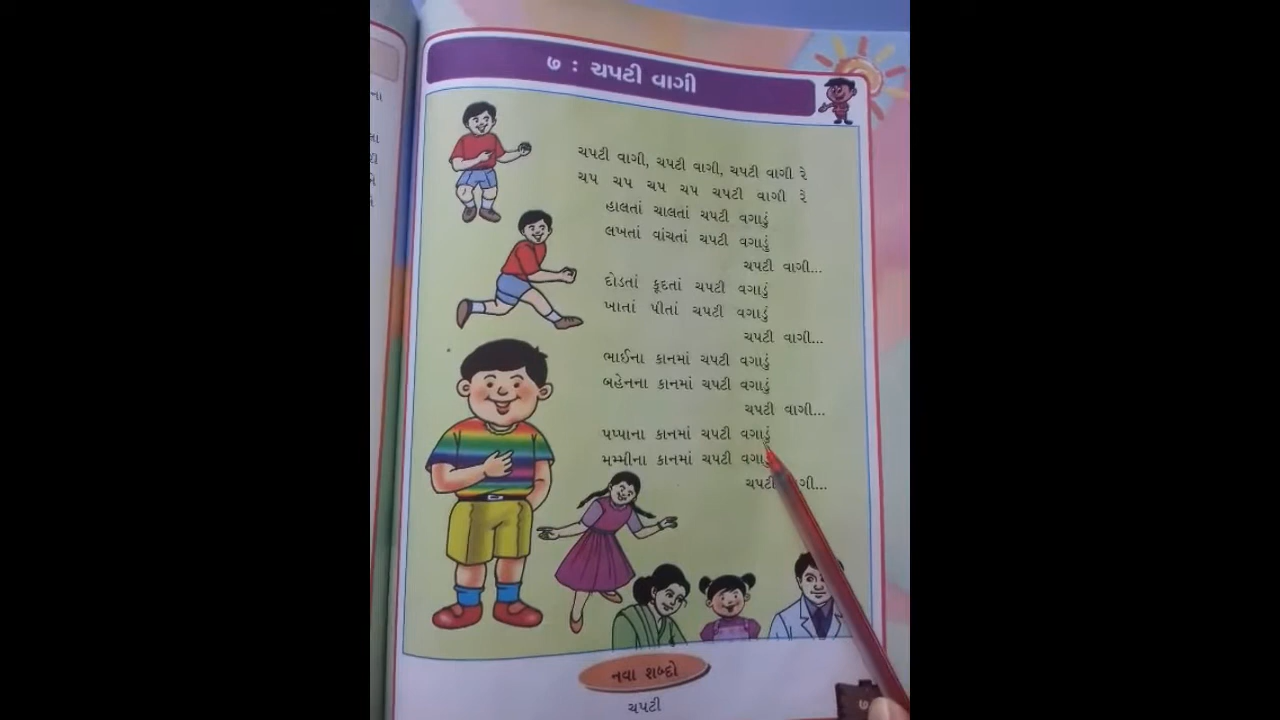 ૭ : ચપટી વાગી
ચપટી વાગી, ચપટી વાગી, ચપટી વાગી રે
ચપ ચપ ચપ ચપ ચપટી વાગી રે
હાલતાં ચાલતાં ચપટી વગાડું
લખતાં વાંચતાં ચપટી વગાડું
ચપટી વાગી...
દોડતાં કૂદતાં ચપટી વગાડું
ખાતાં પીતાં ચપટી વગાડું
ચપટી વાગી...
ભાઈના કાનમાં ચપટી વગાડું
બહેનના કાનમાં ચપટી વગાડું
ચપટી વાગી...
પપ્પાના કાનમાં ચપટી વગાડું
મમ્મીના કાનમાં ચપટી વગાડું
ચપટી વાગી...
નવા શબ્દો
ચપટી
૭